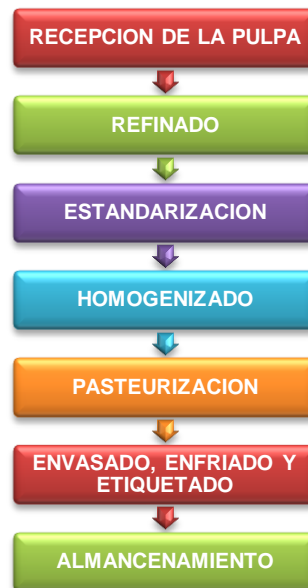 RECEPCION DE LA PULPA
REFINADO
ESTANDARIZACION
HOMOGENIZADO
PASTEURIZACION
ENVASADO, ENFRIADO Y
ETIQUETADO
ALMANCENAMIENTO